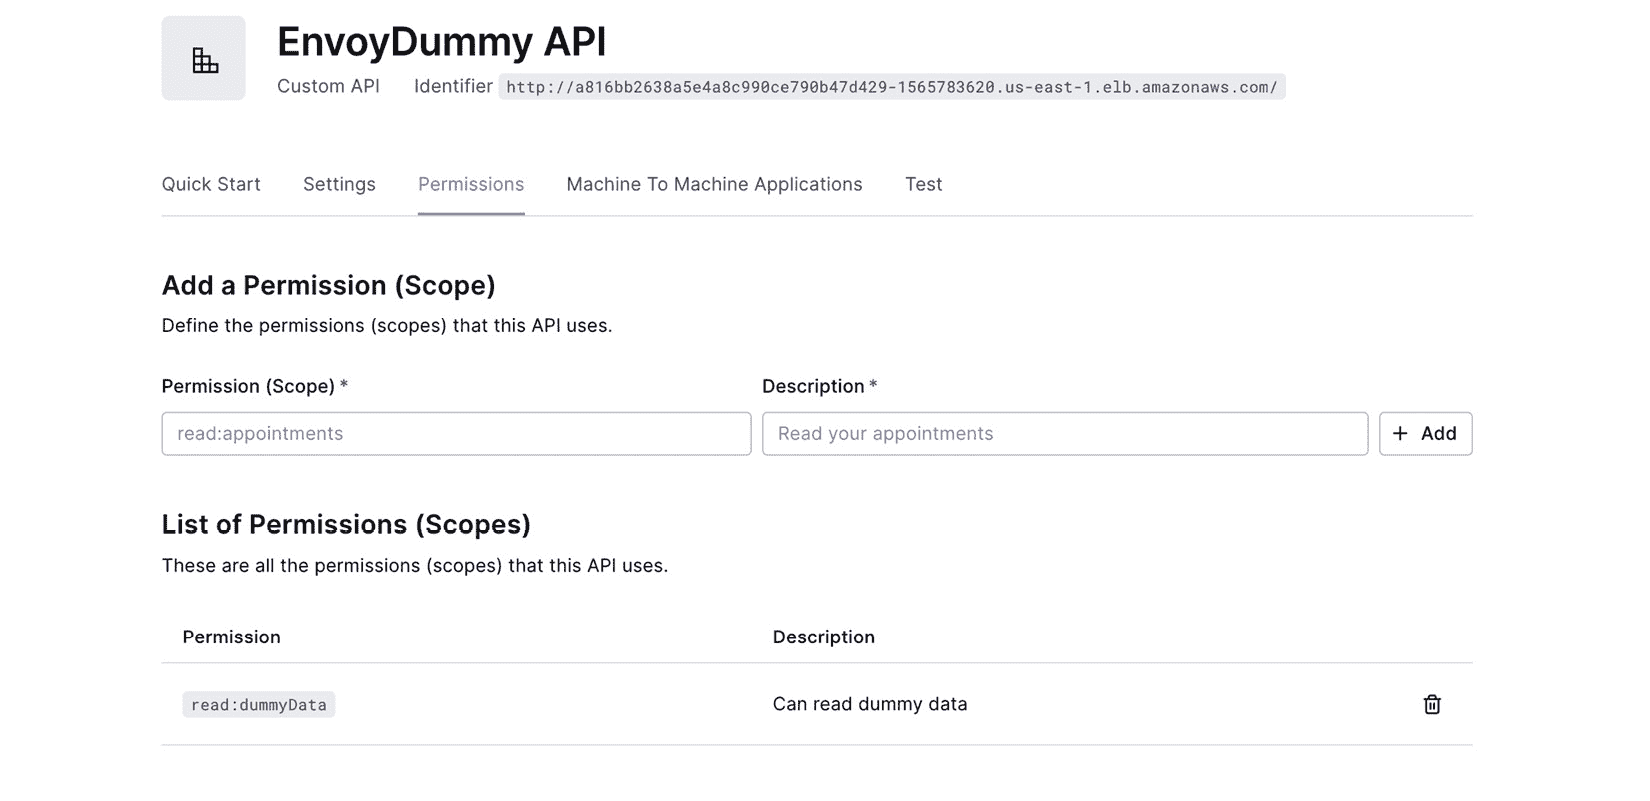 EnvoyDummy API
Custom API Identifier http://a816bb2638a5e4a8c990ce790b47d429-1565783620.us-east-1.elb.amazonaws.com/
Quick Start Settings Permissions Machine To Machine Applications Test
Add a Permission (Scope)
Define the permissions (scopes) that this API uses.
Permission (Scope) * Description *
read:appointments Read your appointments + Add
List of Permissions (Scopes)
These are all the permissions (scopes) that this API uses.
Permission Description
read:dummyData Can read dummy data